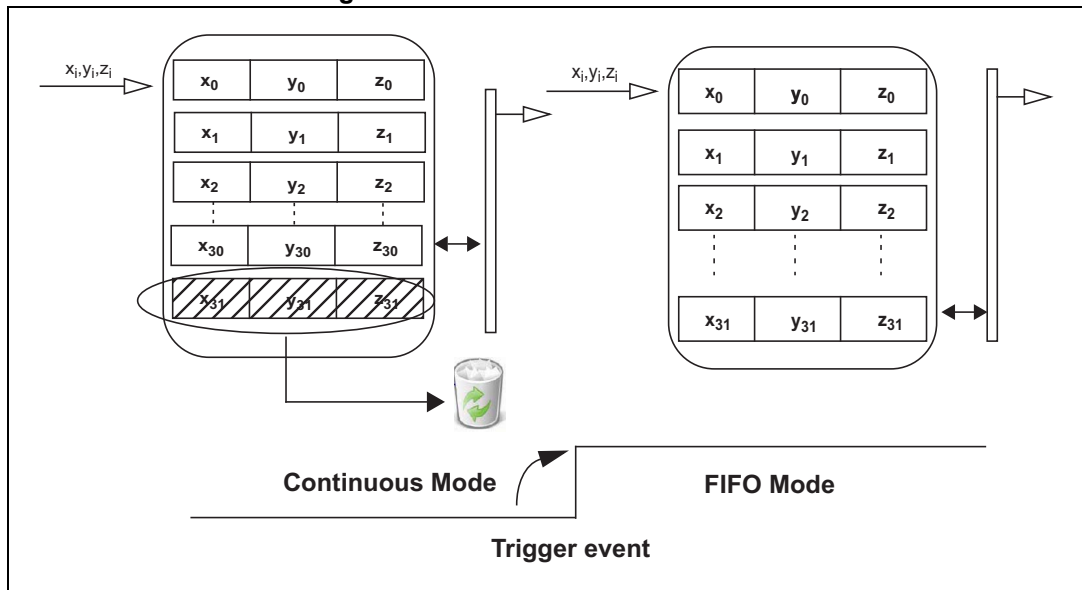 xi,yi,zi
x0 y0 z0
x1 y1 z1
x2 y2 z2
x30 y30 z30
x31 y31 z31
xi,yi,zi
x0 y0 z0
x1 y1 z1
x2 y2 z2
x31 y31 z31
Continuous Mode
FIFO Mode
Trigger event